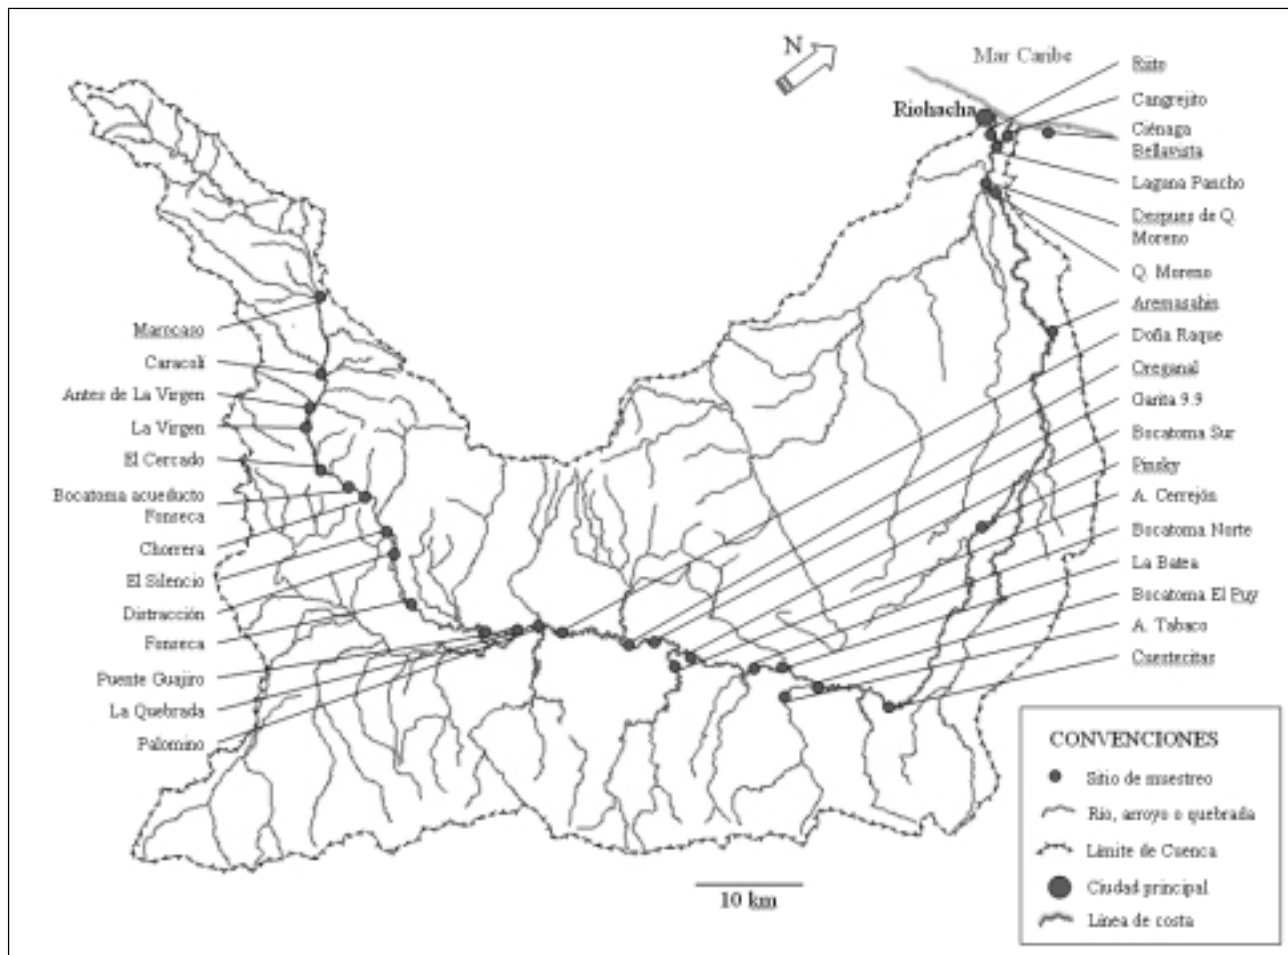 N
Mar Caribe
Riohacha
Riito
Cangrejito
Ciénaga
Bellavista
Laguna Pancho
Despues de Q.
Moreno
Q. Moreno
Aremasahin
Doña Raque
Oreganal
Garita 9.9
Bocatoma Sur
Pinsky
A. Cerrejón
Bocatoma Norte
La Batea
Bocatoma El Puy
A. Tabaco
Cuestecitas
Marocaso
Caracoli
Antes de La Virgen
La Virgen
El Cercado
Bocatoma acueducto
Fonseca
Chorrera
El Silencio
Distracción
Fonseca
Puente Guajiro
La Quebrada
Palomino
10 km
CONVENCIONES
Sitio de muestreo
Rio, arroyo o quebrada
Límite de Cuenca
Ciudad principal
Línea de costa